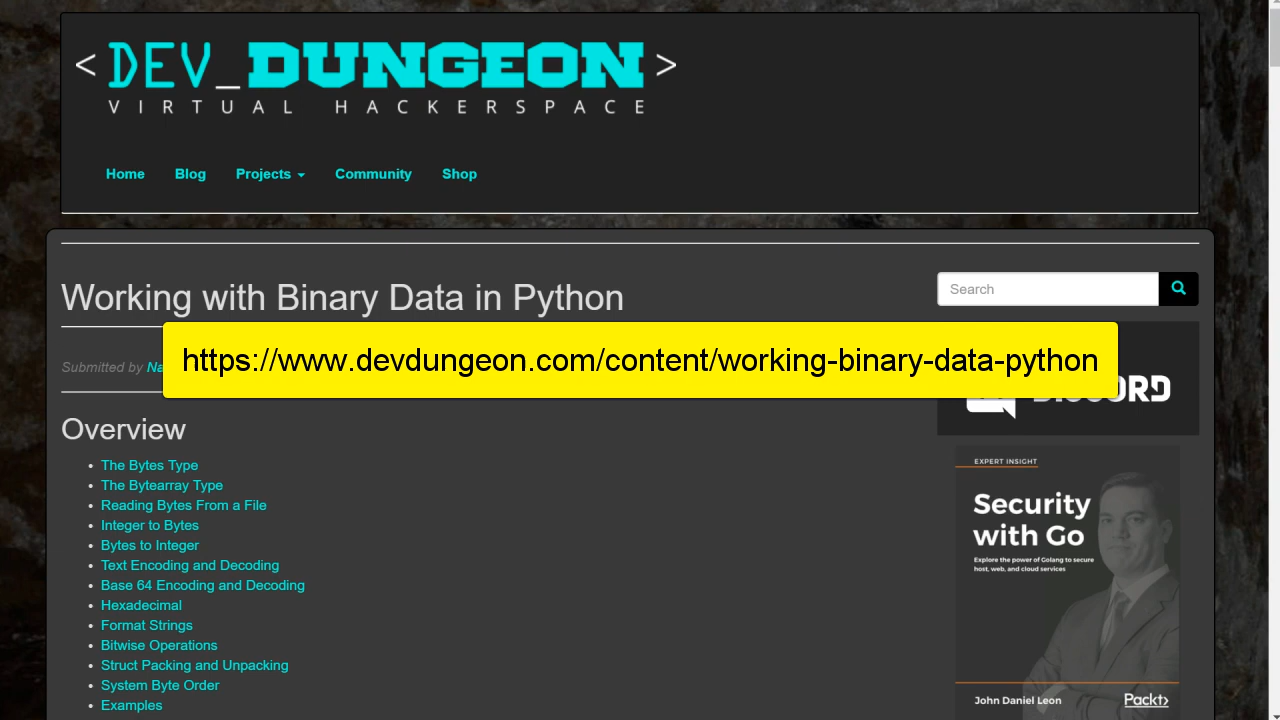 < DEV_DUNGEON >
VIRTUAL HACKERSPACE
Home Blog Projects Community Shop
Working with Binary Data in Python
Search
https://www.devdungeon.com/content/working-binary-data-python
Submitted by
Overview
• The Bytes Type
• The Bytearray Type
• Reading Bytes From a File
• Integer to Bytes
• Bytes to Integer
• Text Encoding and Decoding
• Base 64 Encoding and Decoding
• Hexadecimal
• Format Strings
• Bitwise Operations
• Struct Packing and Unpacking
• System Byte Order
• Examples
EXPERT INSIGHT
Security
with Go
Explore the power of Golang to secure
host, web, and cloud services
John Daniel Leon
Packt>